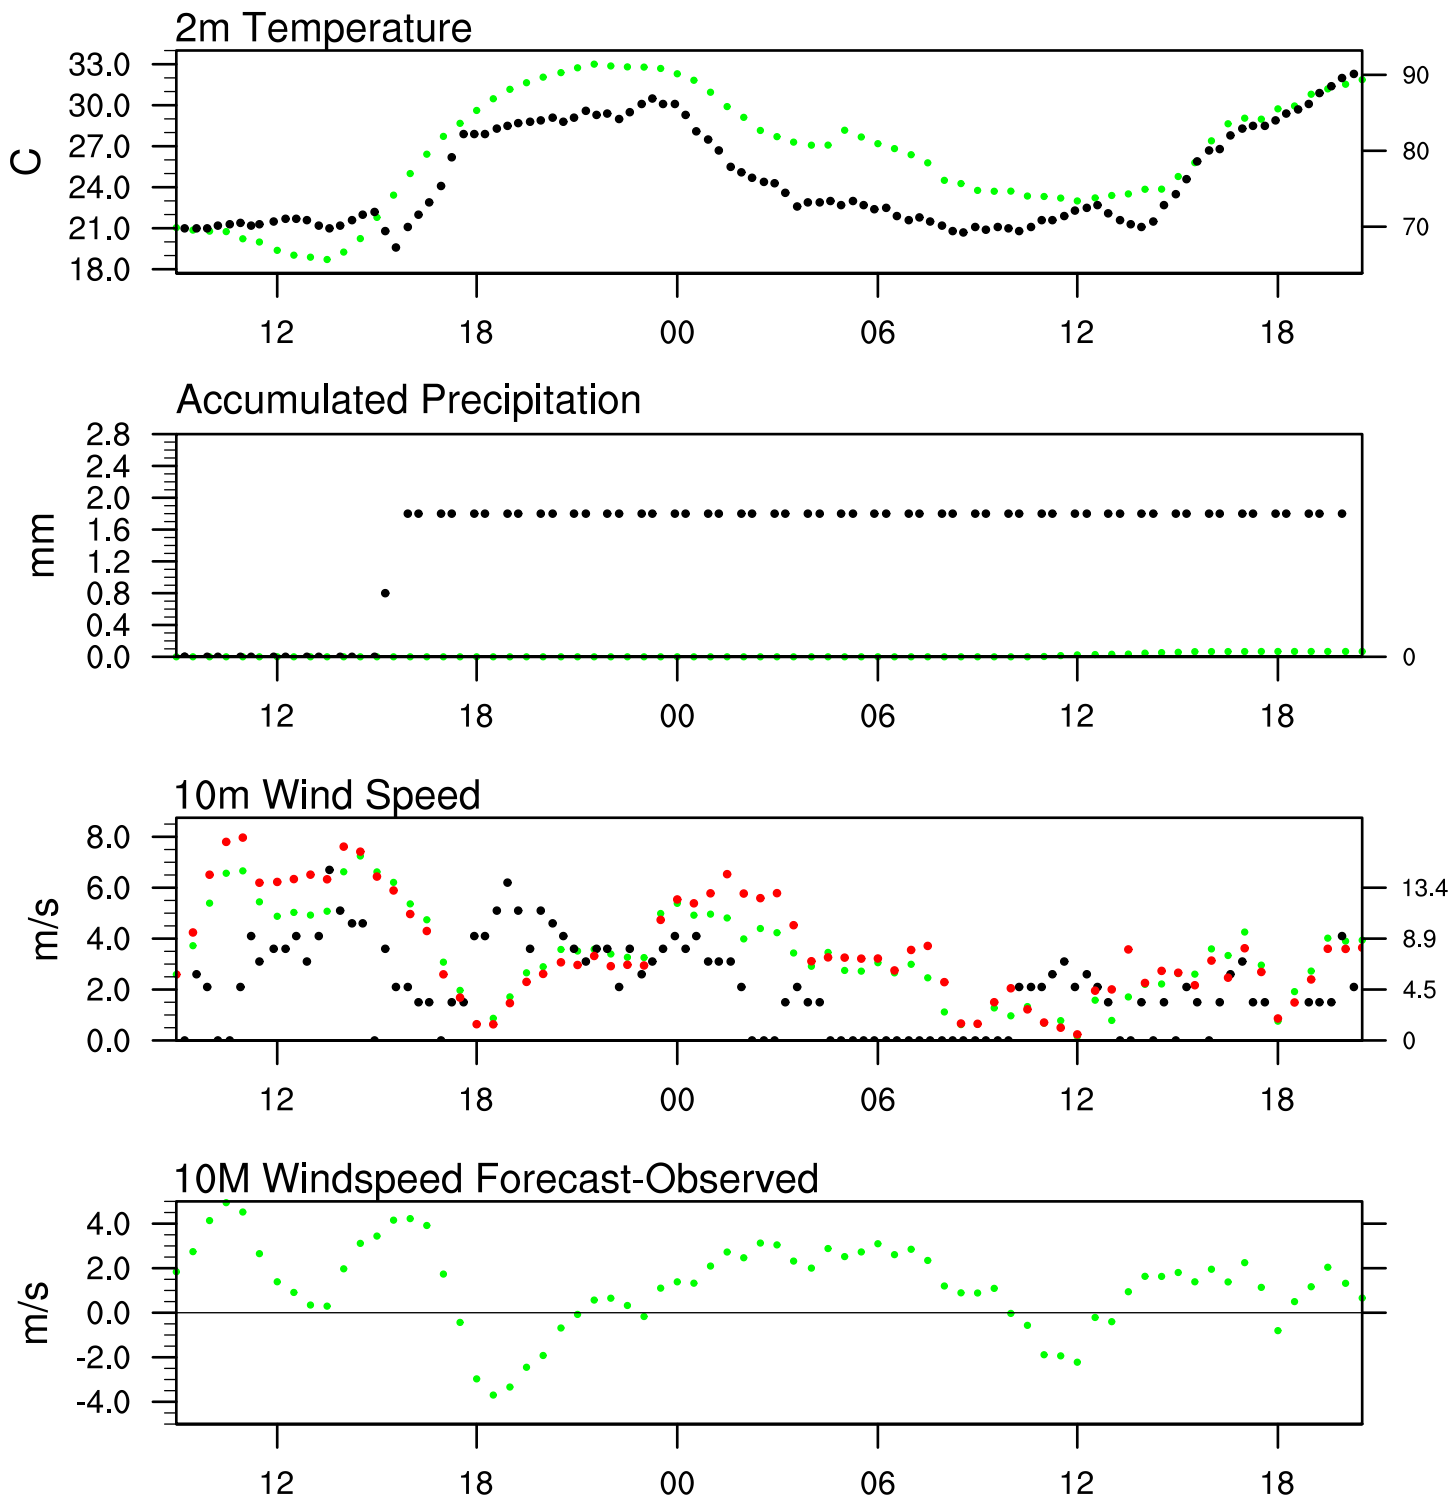 2m Temperature
33.0
30.0
27.0
24.0
21.0
18.0
C
90
80
70
12 18 00 06 12 18
Accumulated Precipitation
2.8
2.4
2.0
1.6
1.2
0.8
0.4
0.0
mm
0
12 18 00 06 12 18
10m Wind Speed
8.0
6.0
4.0
2.0
0.0
m/s
13.4
8.9
4.5
0
12 18 00 06 12 18
10M Windspeed Forecast-Observed
4.0
2.0
0.0
-2.0
-4.0
m/s
12 18 00 06 12 18